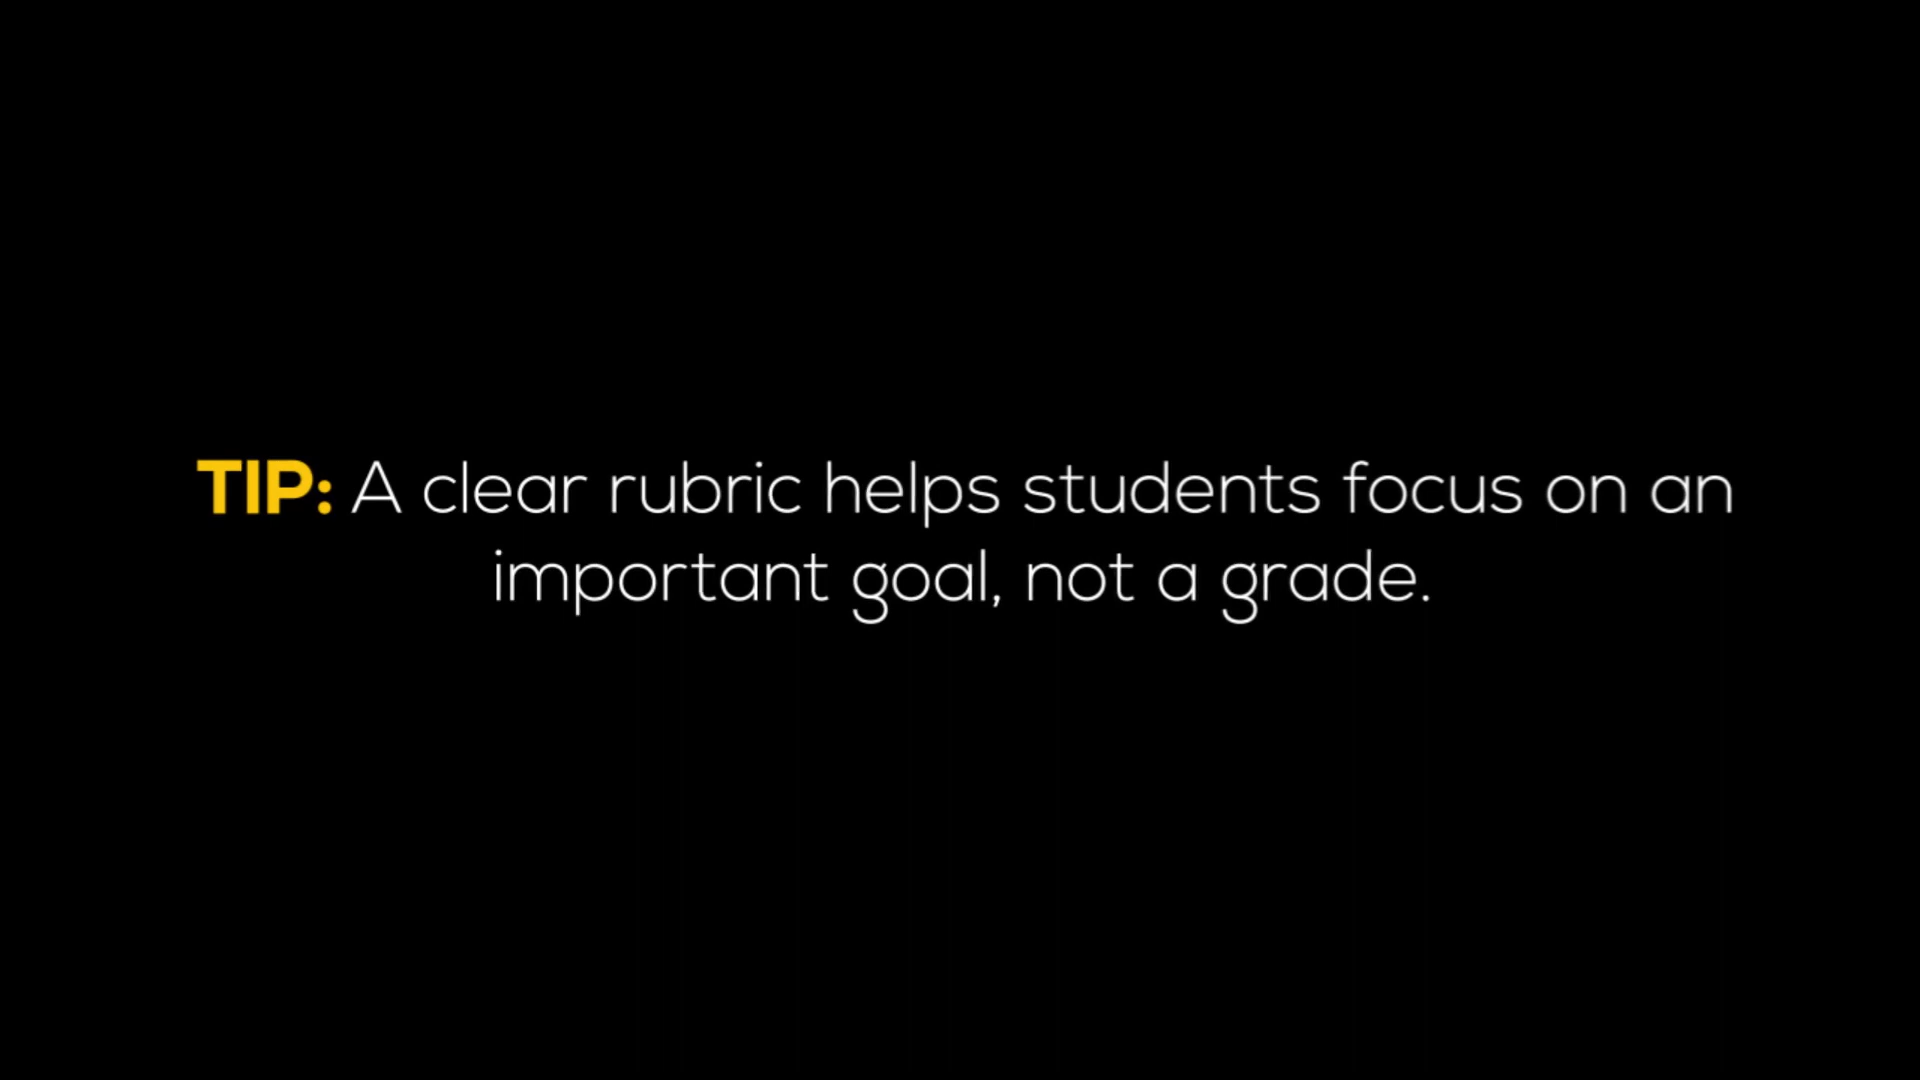 TIP: A clear rubric helps students focus on an
important goal, not a grade.